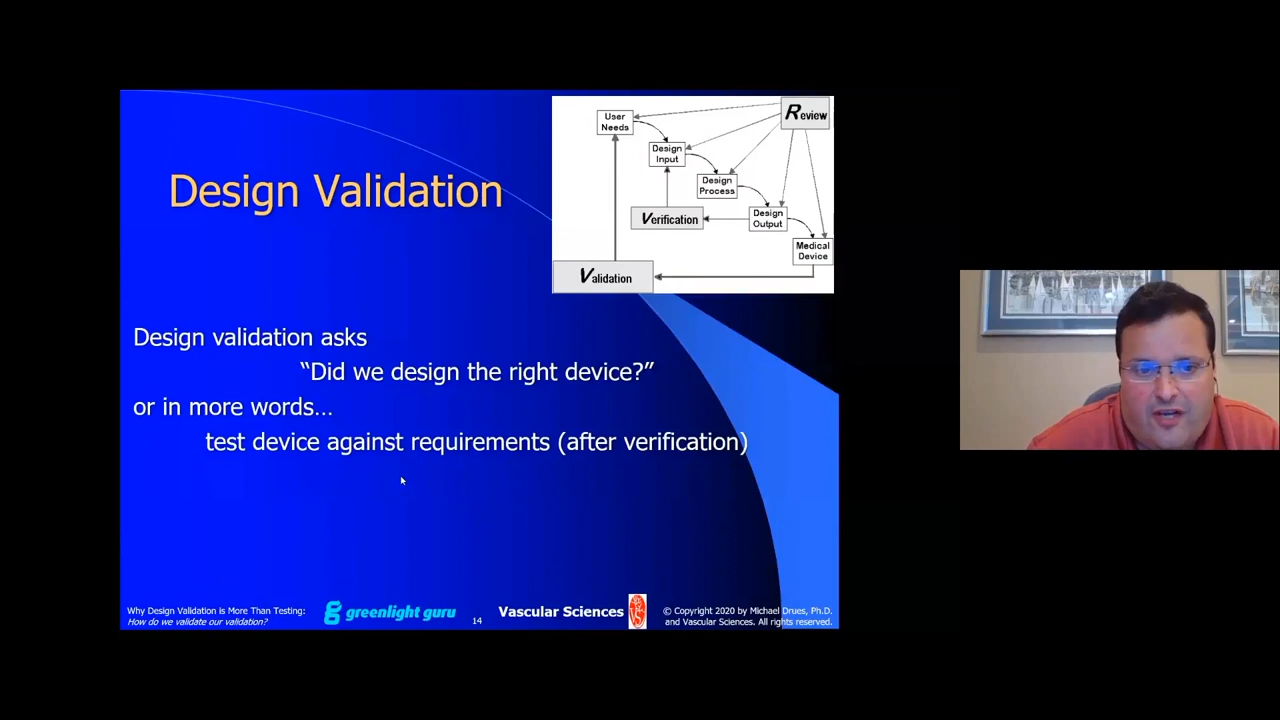 Design Validation
User
Needs
Review
Design
Input
Design
Process
Verification
Design
Output
Medical
Device
Validation
Design validation asks
“Did we design the right device?”
or in more words…
test device against requirements (after verification)
Why Design Validation is More Than Testing:
How do we validate our validation?
greenlight guru
14
Vascular Sciences
VS
© Copyright 2020 by Michael Drues, Ph.D.
and Vascular Sciences. All rights reserved.